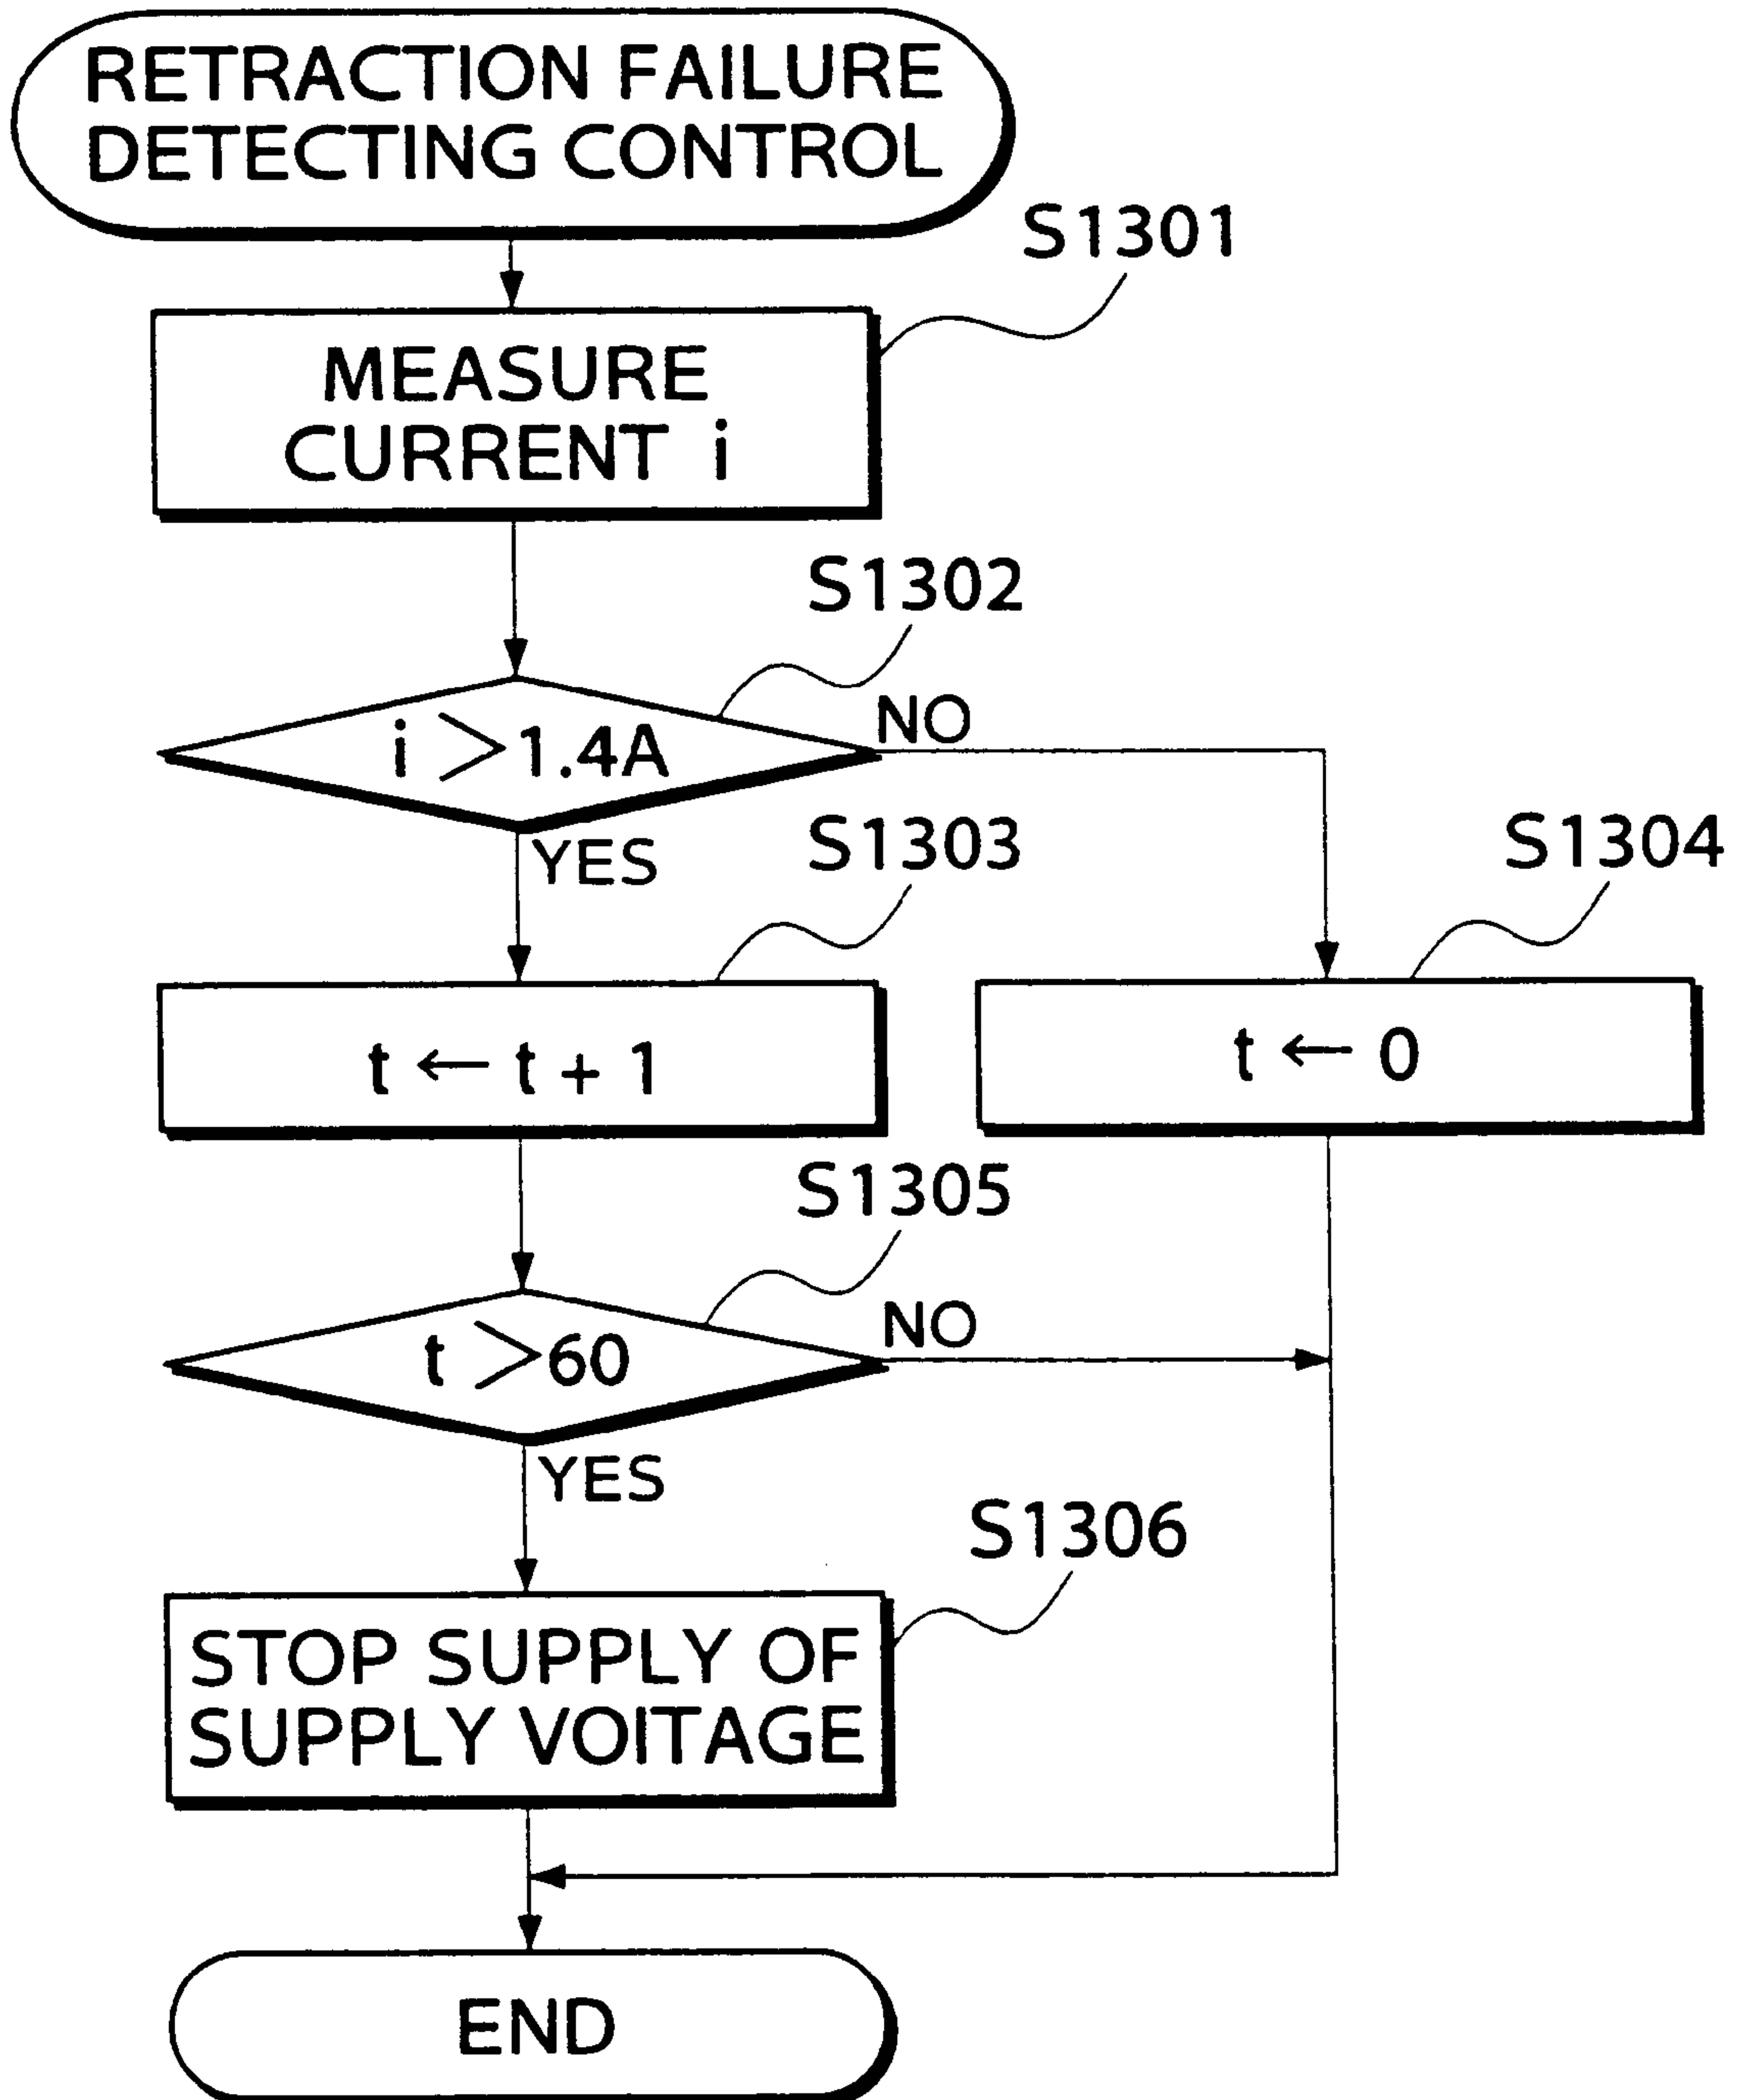 RETRACTION FAILURE
DETECTING CONTROL
S1301
MEASURE
CURRENT i
S1302
i >1.4A
NO
YES
S1303
S1304
t ← t + 1
t ← 0
S1305
t >60
NO
YES
S1306
STOP SUPPLY OF
SUPPLY VOITAGE
END